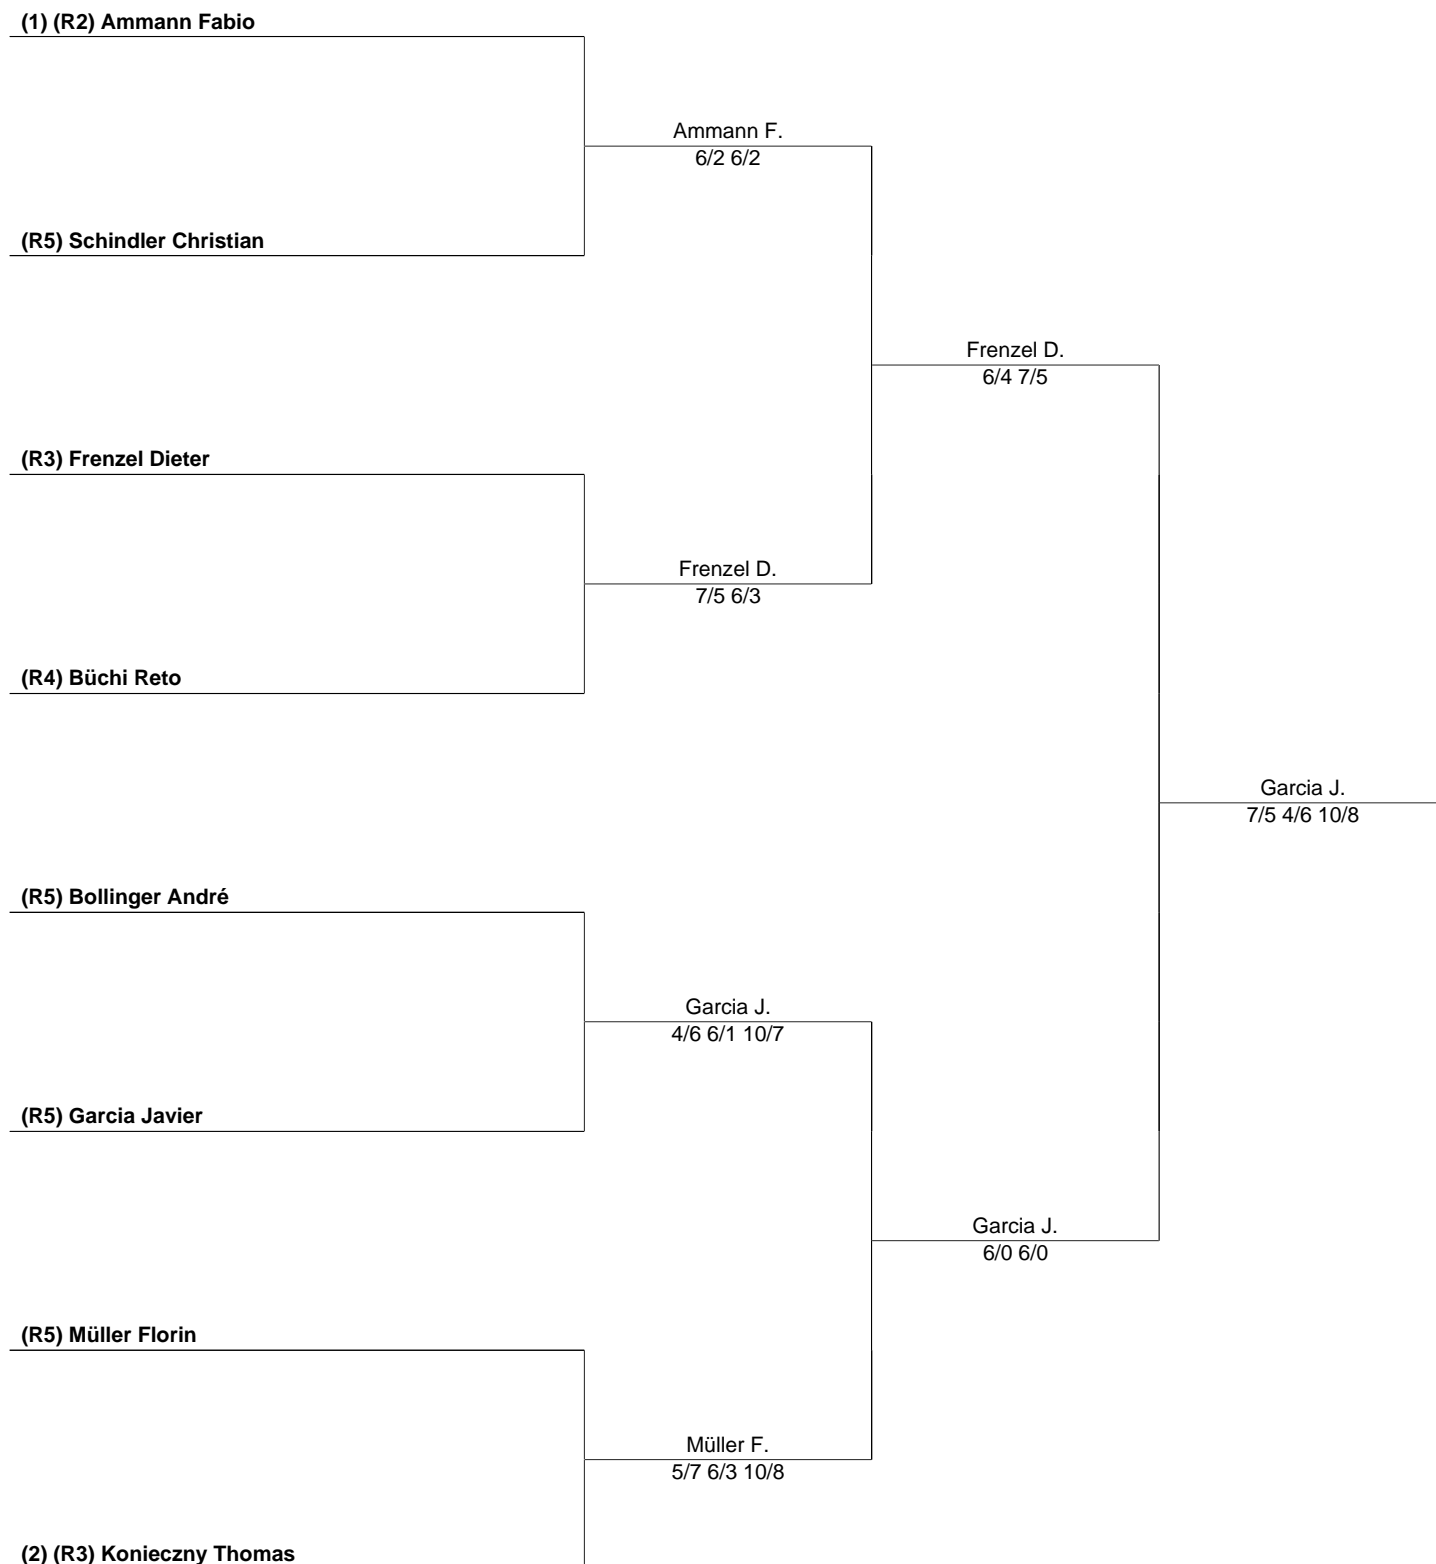 (1) (R2) Ammann Fabio
Ammann F.
6/2 6/2
(R5) Schindler Christian
Frenzel D.
6/4 7/5
(R3) Frenzel Dieter
Frenzel D.
7/5 6/3
(R4) Büchi Reto
Garcia J.
7/5 4/6 10/8
(R5) Bollinger André
Garcia J.
4/6 6/1 10/7
(R5) Garcia Javier
Garcia J.
6/0 6/0
(R5) Müller Florin
Müller F.
5/7 6/3 10/8
(2) (R3) Konieczny Thomas